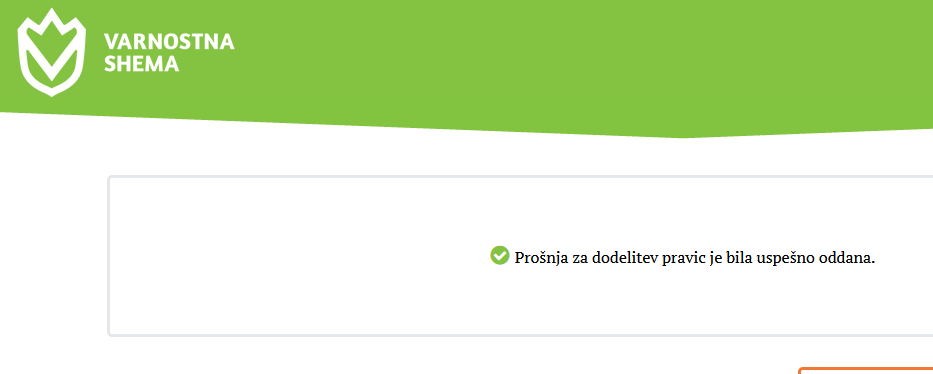 VARNOSTNA
SHEMA
Prošnja za dodelitev pravic je bila uspešno oddana.